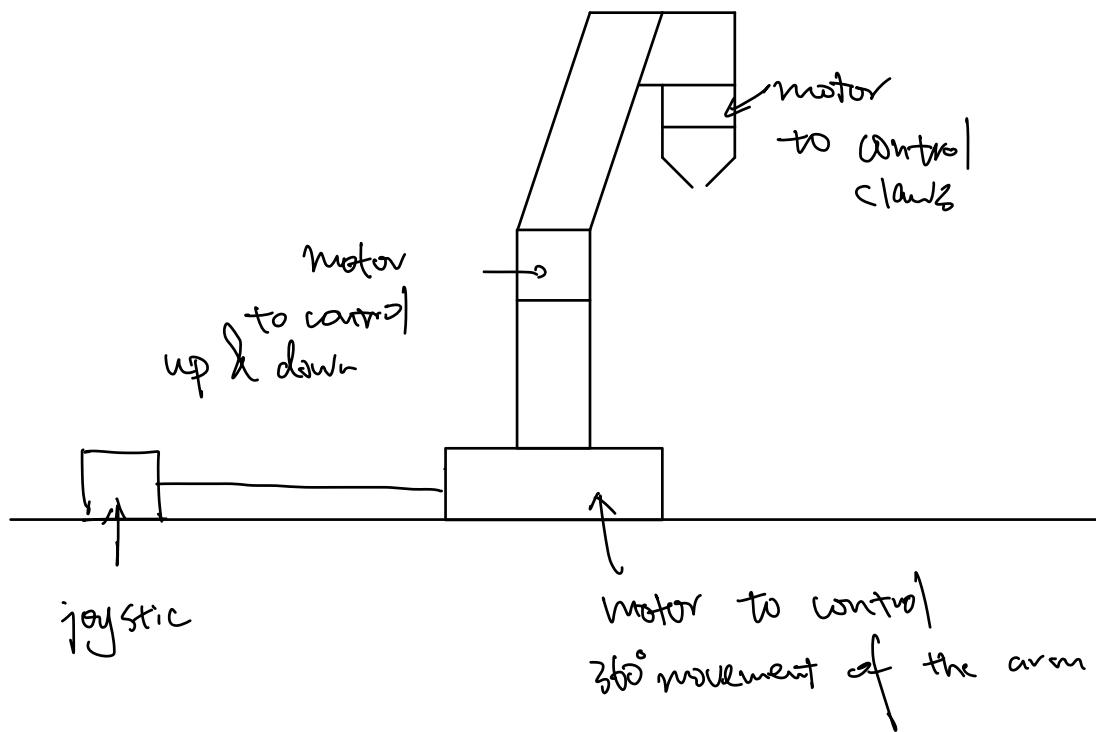 motor
to control
claws
motor
to control
up & down
joystic
motor to control
360° movement of the arm